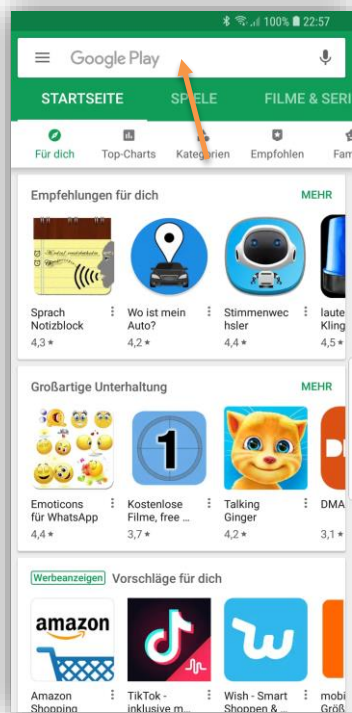 100% 22:57
Google Play
STARTSEITE SPIELE FILME & SERI
Für dich Top-Charts Kategorien Empfohlen Fam
Empfehlungen für dich MEHR
Sprach Notizblock
4,3★
Wo ist mein Auto?
4,2★
Stimmenwec hsler
4,4★
laute Kling
4,5★
Großartige Unterhaltung MEHR
1
Emoticons für WhatsApp
4,4★
Kostenlose Filme, free ...
3,7★
Talking Ginger
4,2★
DMA
3,1★
Werbeanzeigen Vorschläge für dich
amazon
Amazon Shopping
TikTok - inklusive m...
Wish - Smart Shoppen & ...
mobi Größ